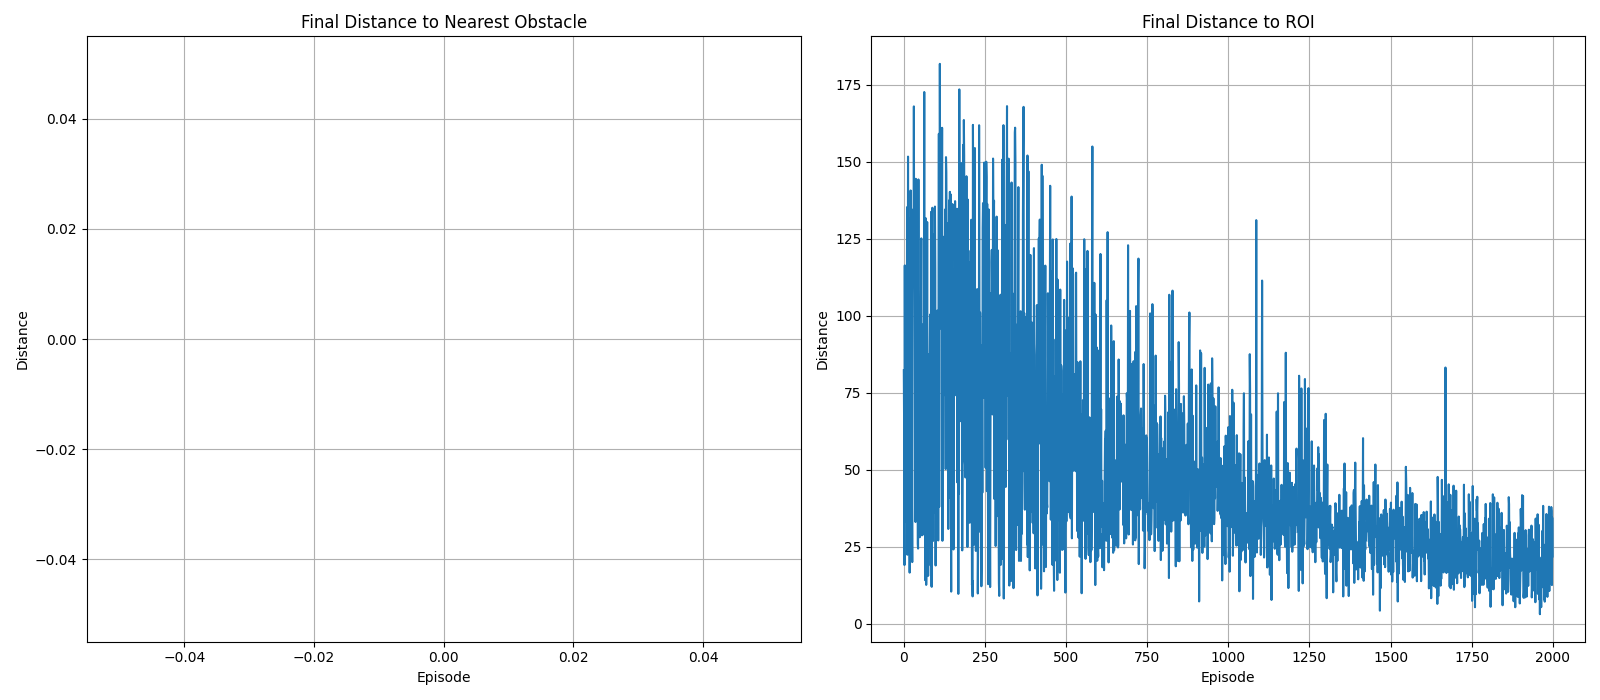 Final Distance to Nearest Obstacle
Distance
0.04
0.02
0.00
−0.02
−0.04
−0.04 −0.02 0.00 0.02 0.04
Episode
Final Distance to ROI
Distance
175
150
125
100
75
50
25
0
0 250 500 750 1000 1250 1500 1750 2000
Episode